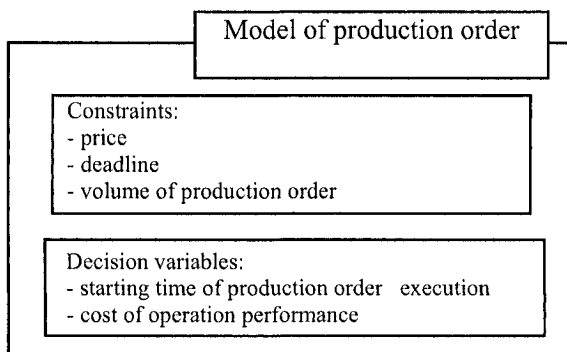 Model of production order
Constraints:
- price
- deadline
- volume of production order
Decision variables:
- starting time of production order execution
- cost of operation performance